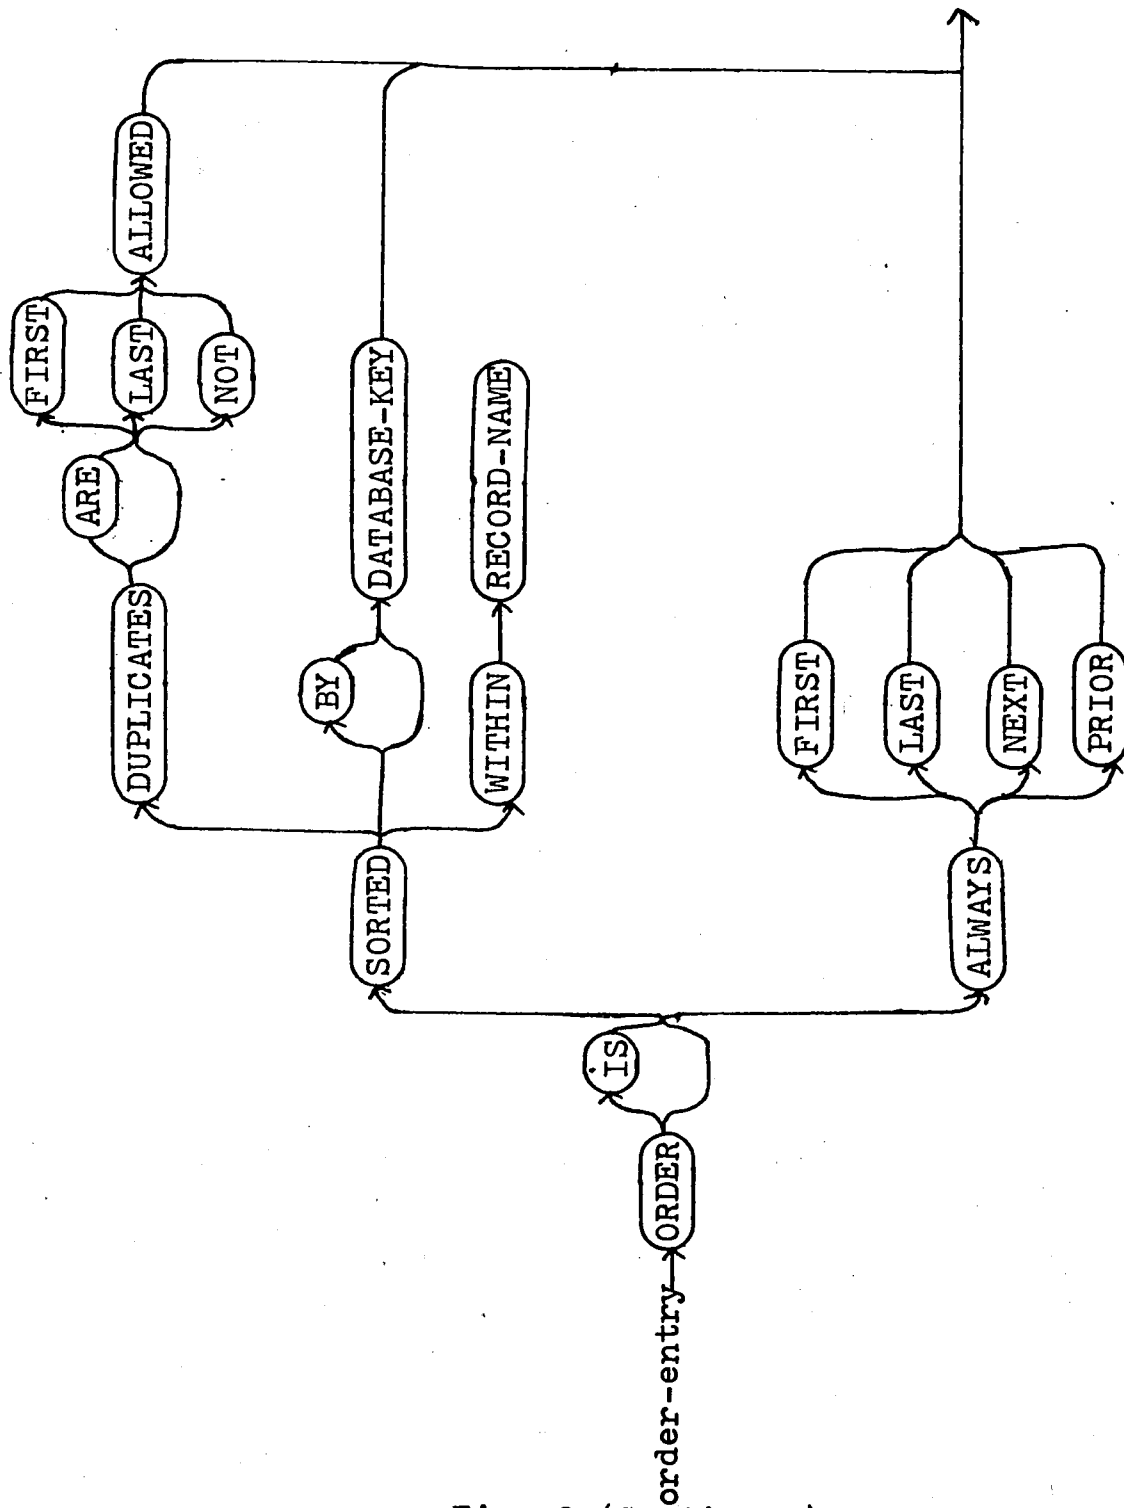 order-entry
ORDER
IS
SORTED
DUPLICATES
ARE
FIRST
LAST
NOT
ALLOWED
BY
DATABASE-KEY
WITHIN
RECORD-NAME
ALWAYS
FIRST
LAST
NEXT
PRIOR